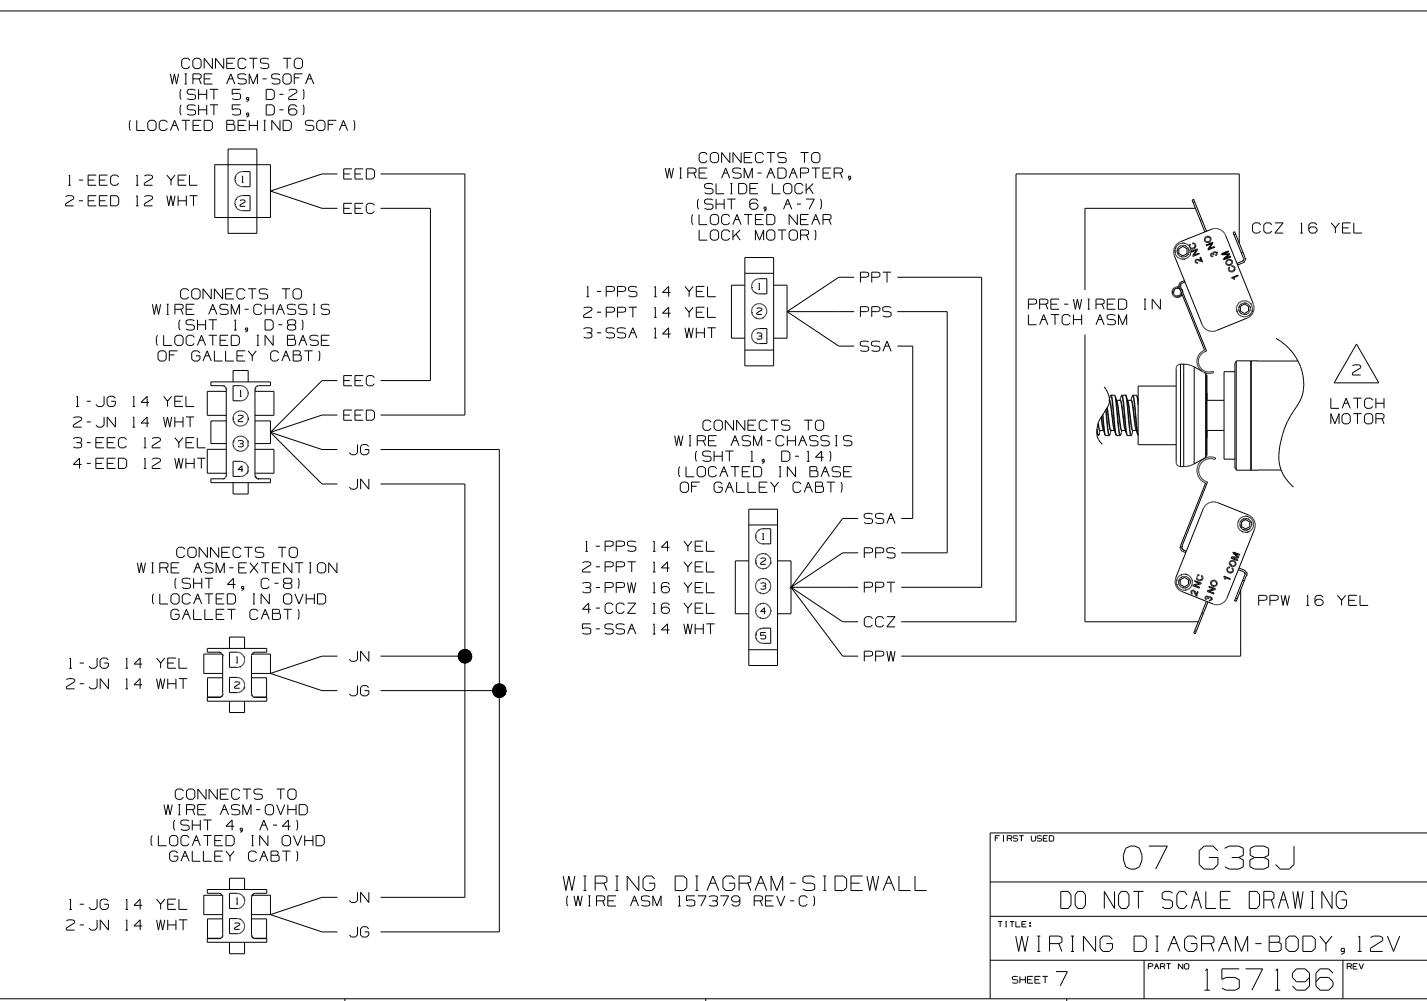 CONNECTS TO
WIRE ASM-SOFA
(SHT 5, D-2)
(SHT 5, D-6)
(LOCATED BEHIND SOFA)
1-EEC 12 YEL
2-EED 12 WHT
1
2
EED
EEC
CONNECTS TO
WIRE ASM-CHASSIS
(SHT 1, D-8)
(LOCATED IN BASE
OF GALLEY CABT)
1-JG 14 YEL
2-JN 14 WHT
3-EEC 12 YEL
4-EED 12 WHT
1
2
3
4
EEC
EED
JG
JN
CONNECTS TO
WIRE ASM-EXTENTION
(SHT 4, C-8)
(LOCATED IN OVHD
GALLET CABT)
1-JG 14 YEL
2-JN 14 WHT
1
2
JN
JG
CONNECTS TO
WIRE ASM-OVHD
(SHT 4, A-4)
(LOCATED IN OVHD
GALLEY CABT)
1-JG 14 YEL
2-JN 14 WHT
1
2
JN
JG
CONNECTS TO
WIRE ASM-ADAPTER,
SLIDE LOCK
(SHT 6, A-7)
(LOCATED NEAR
LOCK MOTOR)
1-PPS 14 YEL
2-PPT 14 YEL
3-SSA 14 WHT
1
2
3
PPT
PPS
SSA
CONNECTS TO
WIRE ASM-CHASSIS
(SHT 1, D-14)
(LOCATED IN BASE
OF GALLEY CABT)
1-PPS 14 YEL
2-PPT 14 YEL
3-PPW 16 YEL
4-CCZ 16 YEL
5-SSA 14 WHT
1
2
3
4
5
SSA
PPS
PPT
CCZ
PPW
CCZ 16 YEL
2 NC
3 NO
1 COM
PRE-WIRED IN
LATCH ASM
2
LATCH
MOTOR
2 NC
3 NO
1 COM
PPW 16 YEL
WIRING DIAGRAM-SIDEWALL
(WIRE ASM 157379 REV-C)
FIRST USED
07 G38J
DO NOT SCALE DRAWING
TITLE:
WIRING DIAGRAM-BODY, 12V
SHEET 7
PART NO
157196
REV